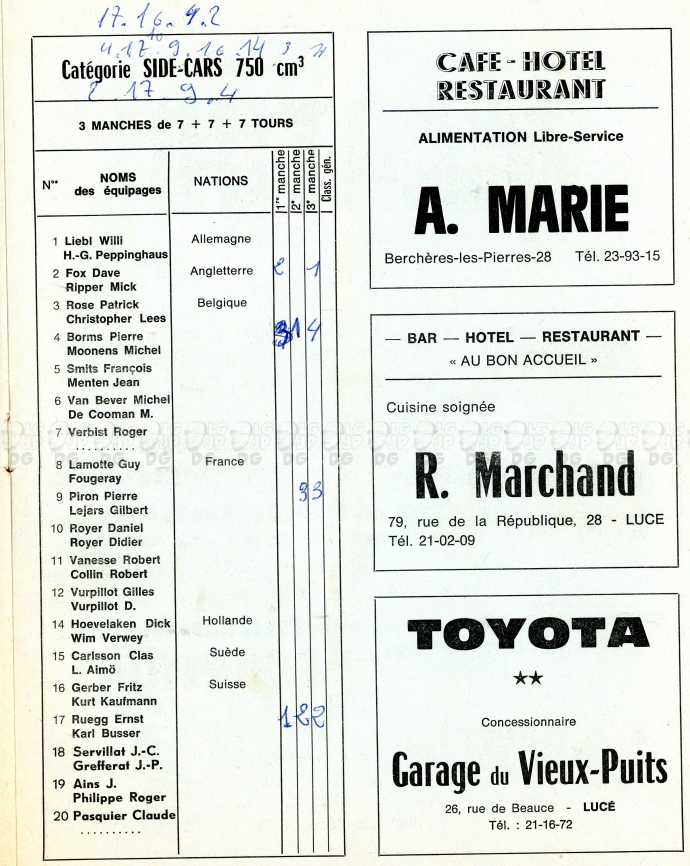 17. 16. 9. 2
4. 17. 9. 16. 14 3
10
Catégorie SIDE-CARS 750 cm³
2 . 17 . 9 . 4
3 MANCHES de 7 + 7 + 7 TOURS
Nos NOMS des équipages NATIONS 1re manche 2e manche 3e manche Class. gén.
1 Liebl Willi Allemagne
H.-G. Peppinghaus
2 Fox Dave Angletterre 2 1
Ripper Mick
3 Rose Patrick Belgique
Christopher Lees
4 Borms Pierre 3 1 4
Moonens Michel
5 Smits François
Menten Jean
6 Van Bever Michel
De Cooman M.
7 Verbist Roger
. . . . . . . . . .
8 Lamotte Guy France
Fougeray
9 Piron Pierre 3 3
Lejars Gilbert
10 Royer Daniel
Royer Didier
11 Vanesse Robert
Collin Robert
12 Vurpillot Gilles
Vurpillot D.
14 Hoevelaken Dick Hollande
Wim Verwey
15 Carlsson Clas Suède
L. Aimö
16 Gerber Fritz Suisse
Kurt Kaufmann
17 Ruegg Ernst 1 2 2
Karl Busser
18 Servillat J.-C.
Grefferat J.-P.
19 Ains J.
Philippe Roger
20 Pasquier Claude
. . . . . . . . . .
CAFE - HOTEL
RESTAURANT
ALIMENTATION Libre-Service
A. MARIE
Berchères-les-Pierres-28 Tél. 23-93-15
— BAR — HOTEL — RESTAURANT —
« AU BON ACCUEIL »
Cuisine soignée
R. Marchand
79, rue de la République, 28 - LUCE
Tél. 21-02-09
TOYOTA
★★
Concessionnaire
Garage du Vieux-Puits
26, rue de Beauce - LUCÉ
Tél. : 21-16-72